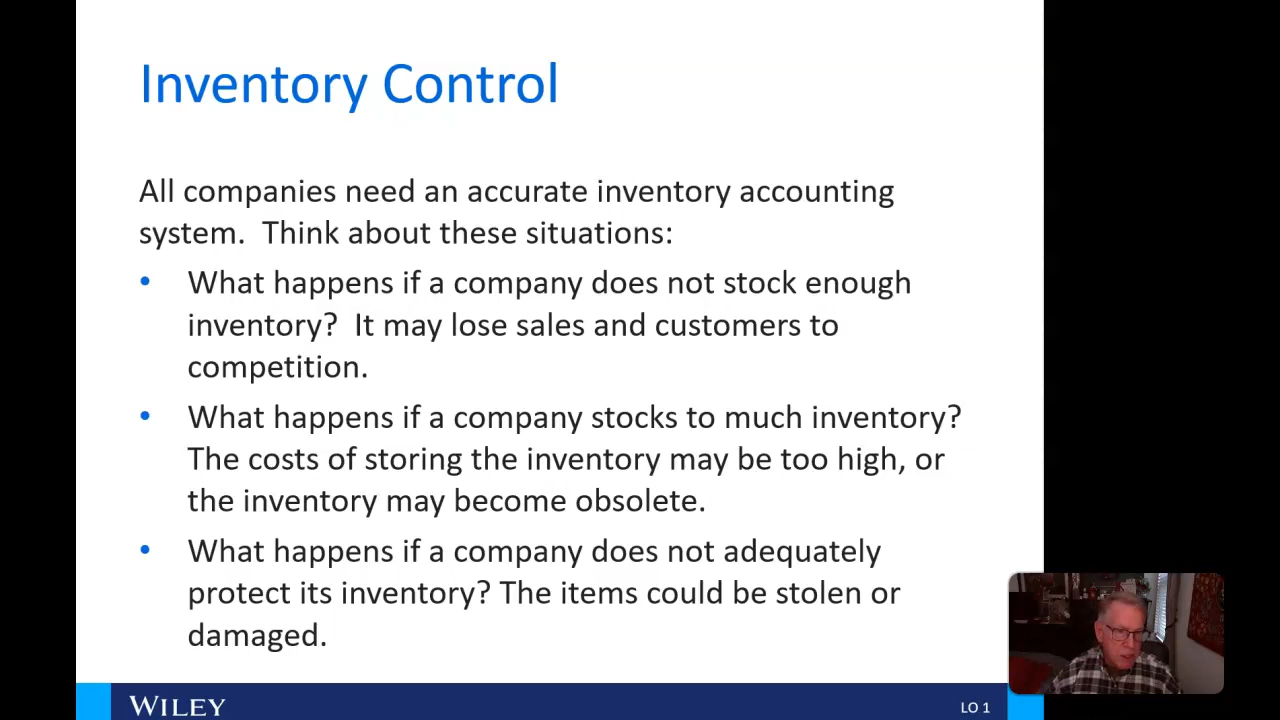 Inventory Control
All companies need an accurate inventory accounting
system.  Think about these situations:
• What happens if a company does not stock enough
inventory?  It may lose sales and customers to
competition.
• What happens if a company stocks to much inventory?
The costs of storing the inventory may be too high, or
the inventory may become obsolete.
• What happens if a company does not adequately
protect its inventory? The items could be stolen or
damaged.
WILEY
LO 1